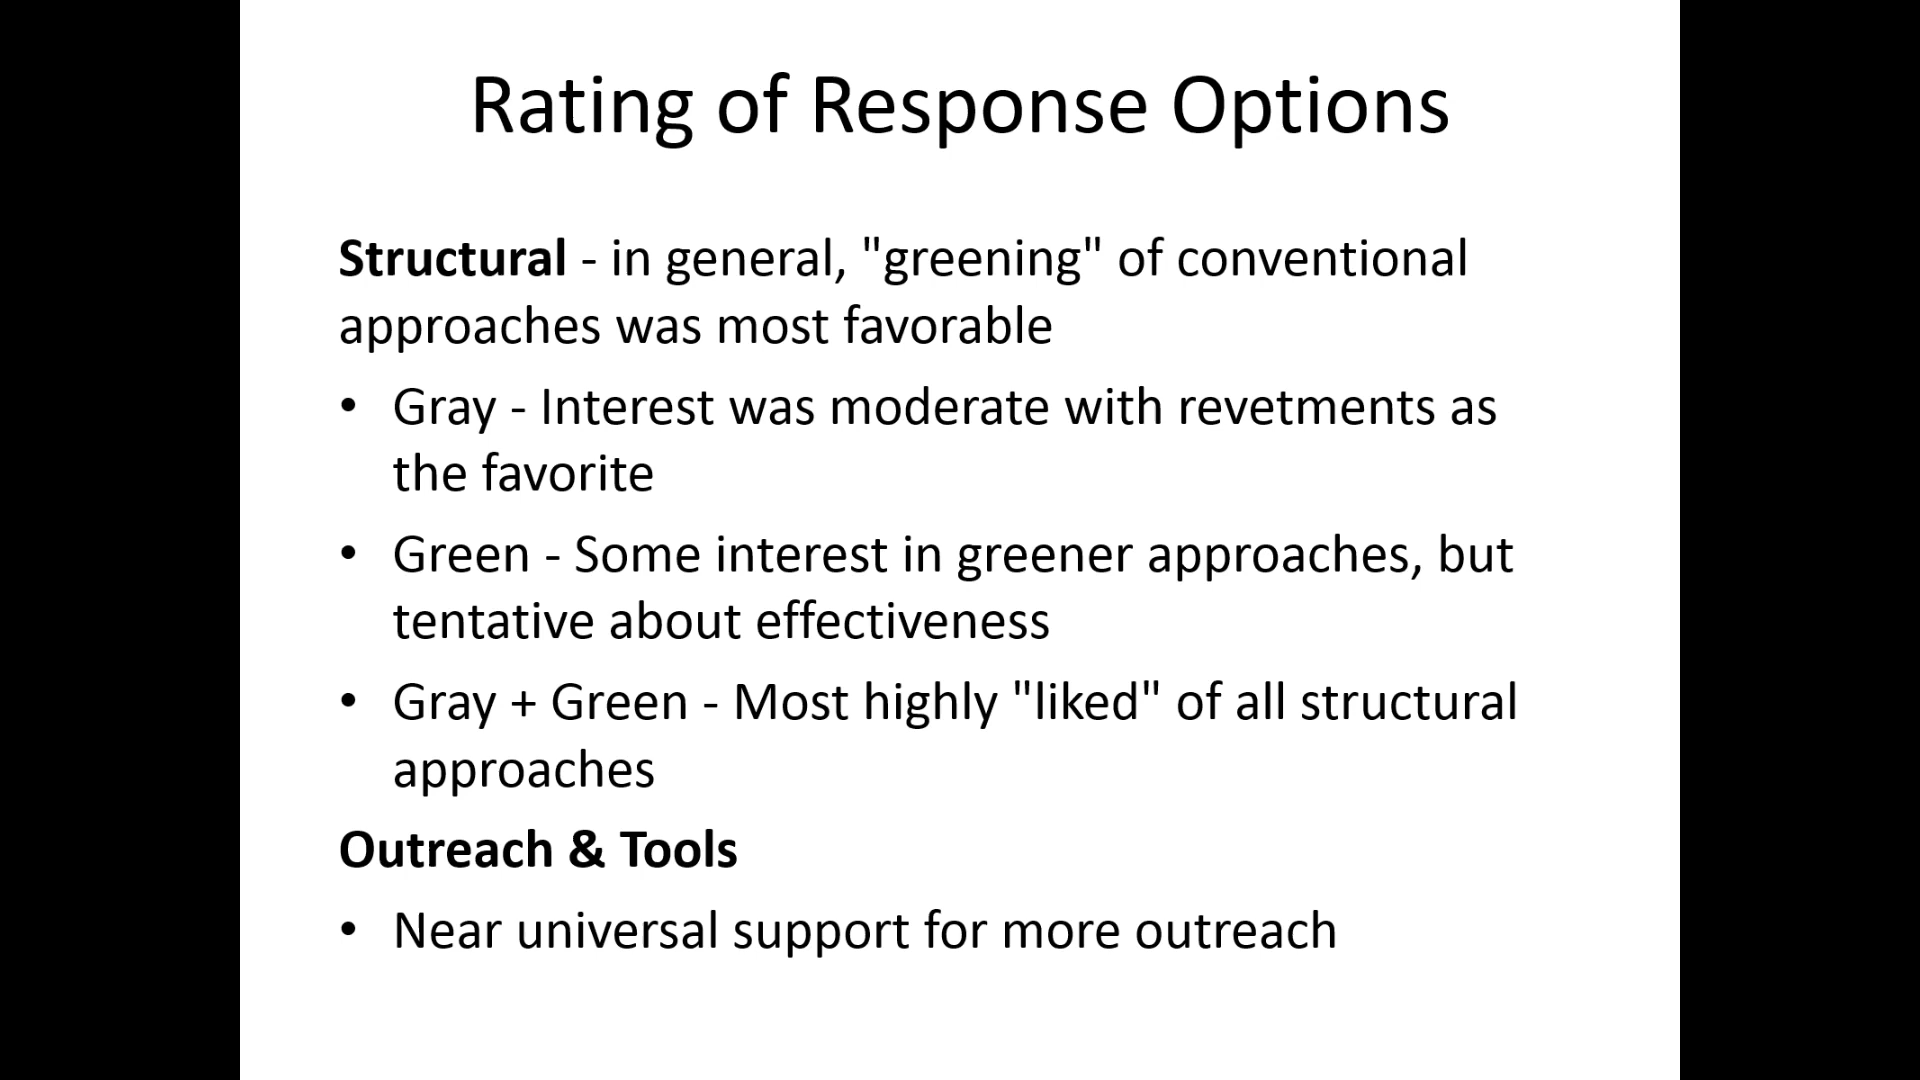 Rating of Response Options
Structural - in general, "greening" of conventional
approaches was most favorable
• Gray - Interest was moderate with revetments as
the favorite
• Green - Some interest in greener approaches, but
tentative about effectiveness
• Gray + Green - Most highly "liked" of all structural
approaches
Outreach & Tools
• Near universal support for more outreach